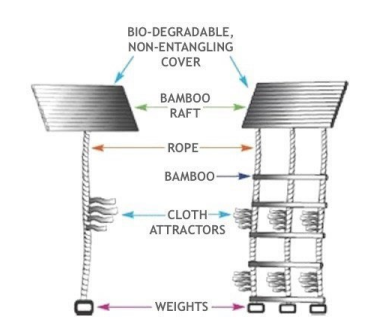 BIO-DEGRADABLE,
NON-ENTANGLING
COVER
BAMBOO
RAFT
ROPE
BAMBOO
CLOTH
ATTRACTORS
WEIGHTS